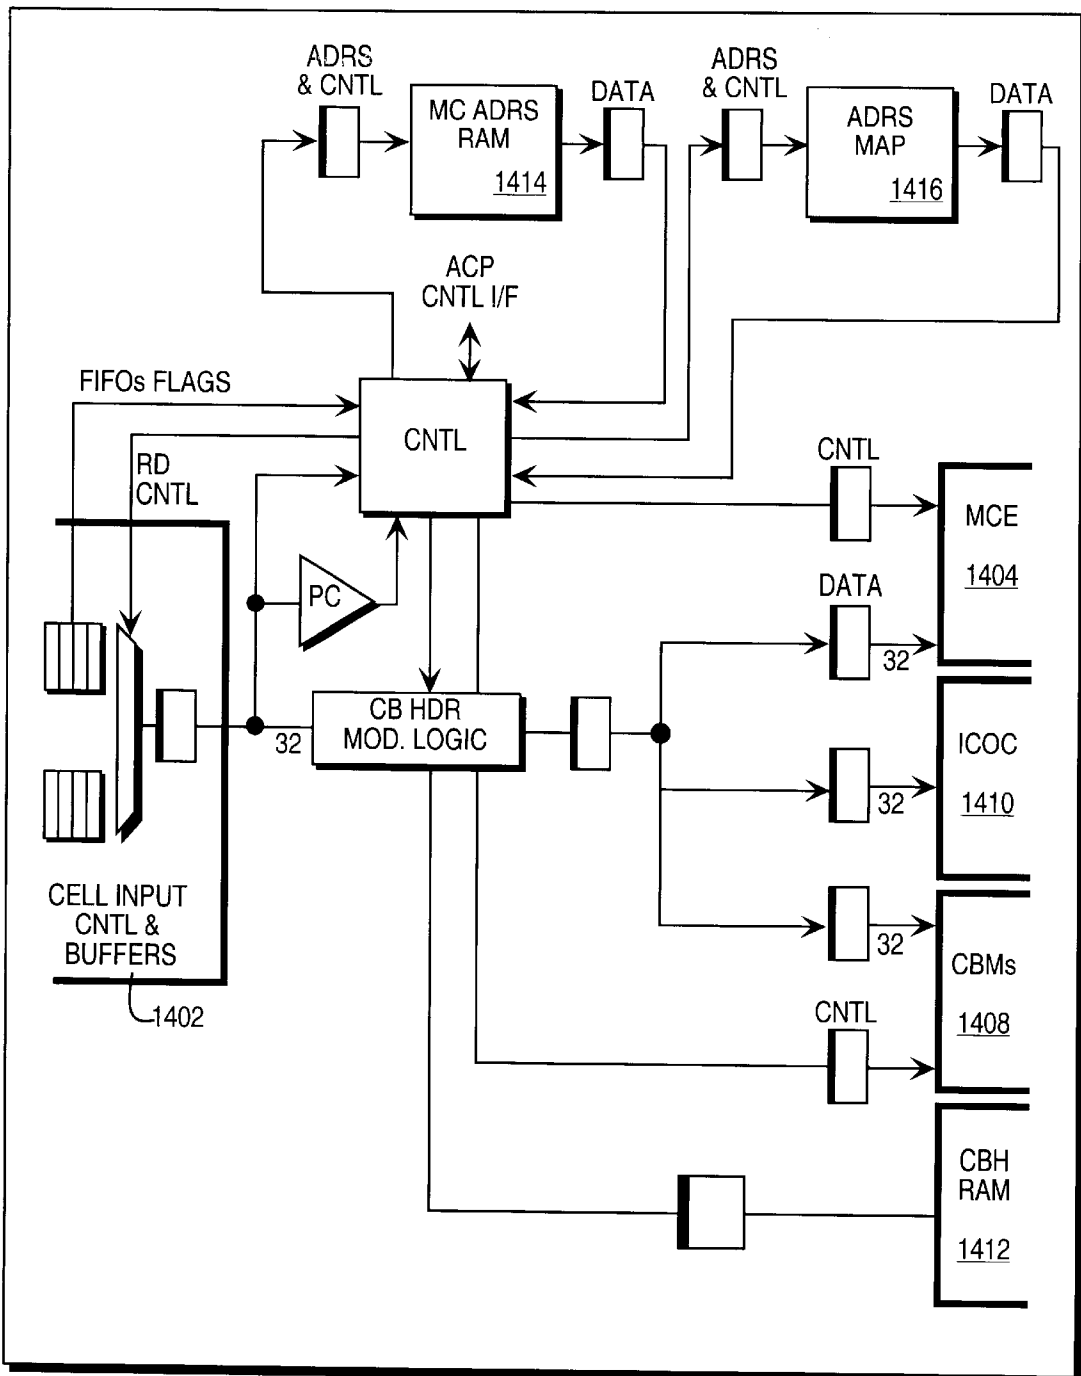 ADRS
& CNTL
MC ADRS
RAM
1414
DATA
ADRS
& CNTL
ADRS
MAP
1416
DATA
ACP
CNTL I/F
FIFOs FLAGS
CNTL
RD
CNTL
CNTL
MCE
1404
PC
DATA
32
CB HDR
MOD. LOGIC
32
ICOC
1410
32
CELL INPUT
CNTL &
BUFFERS
1402
32
CBMs
1408
CNTL
CBH
RAM
1412